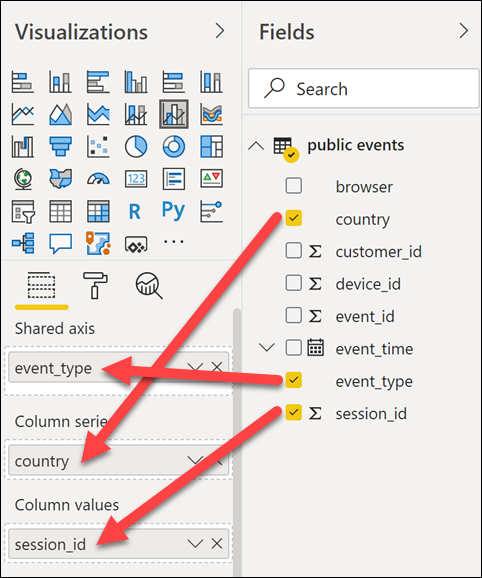 Visualizations
123
R
Py
Shared axis
event_type
Column series
country
Column values
session_id
Fields
Search
public events
browser
country
Σ customer_id
Σ device_id
Σ event_id
event_time
event_type
Σ session_id